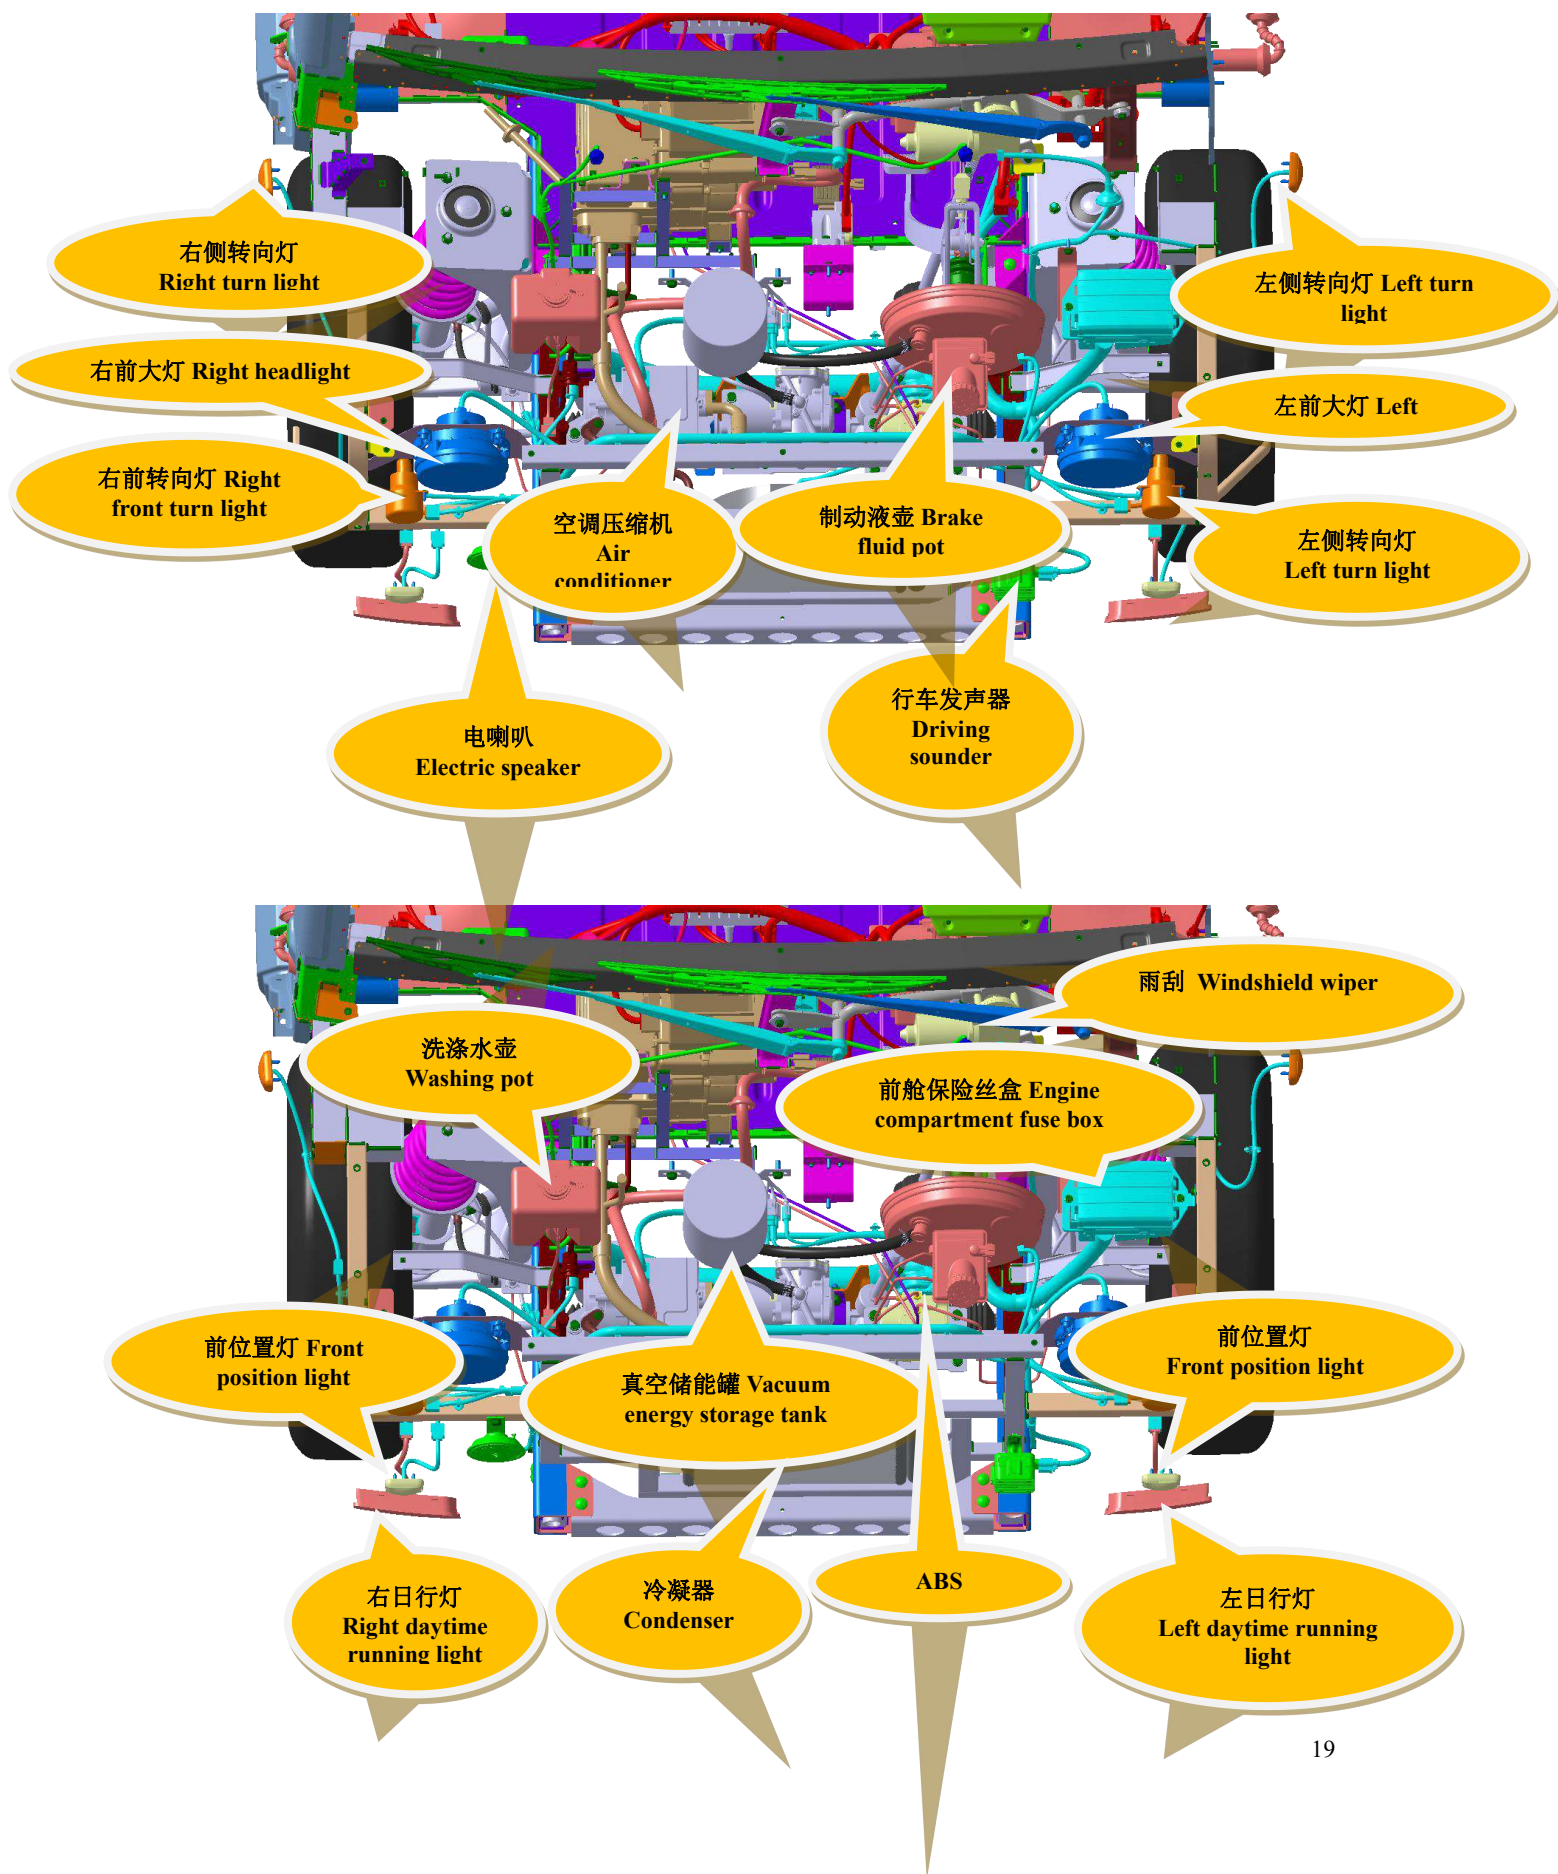 右侧转向灯
Right turn light
左侧转向灯 Left turn
light
右前大灯 Right headlight
左前大灯 Left
右前转向灯 Right
front turn light
空调压缩机
Air
conditioner
制动液壶 Brake
fluid pot
左侧转向灯
Left turn light
行车发声器
Driving
sounder
电喇叭
Electric speaker
雨刮 Windshield wiper
洗涤水壶
Washing pot
前舱保险丝盒 Engine
compartment fuse box
前位置灯 Front
position light
真空储能罐 Vacuum
energy storage tank
前位置灯
Front position light
右日行灯
Right daytime
running light
冷凝器
Condenser
ABS
左日行灯
Left daytime running
light
19